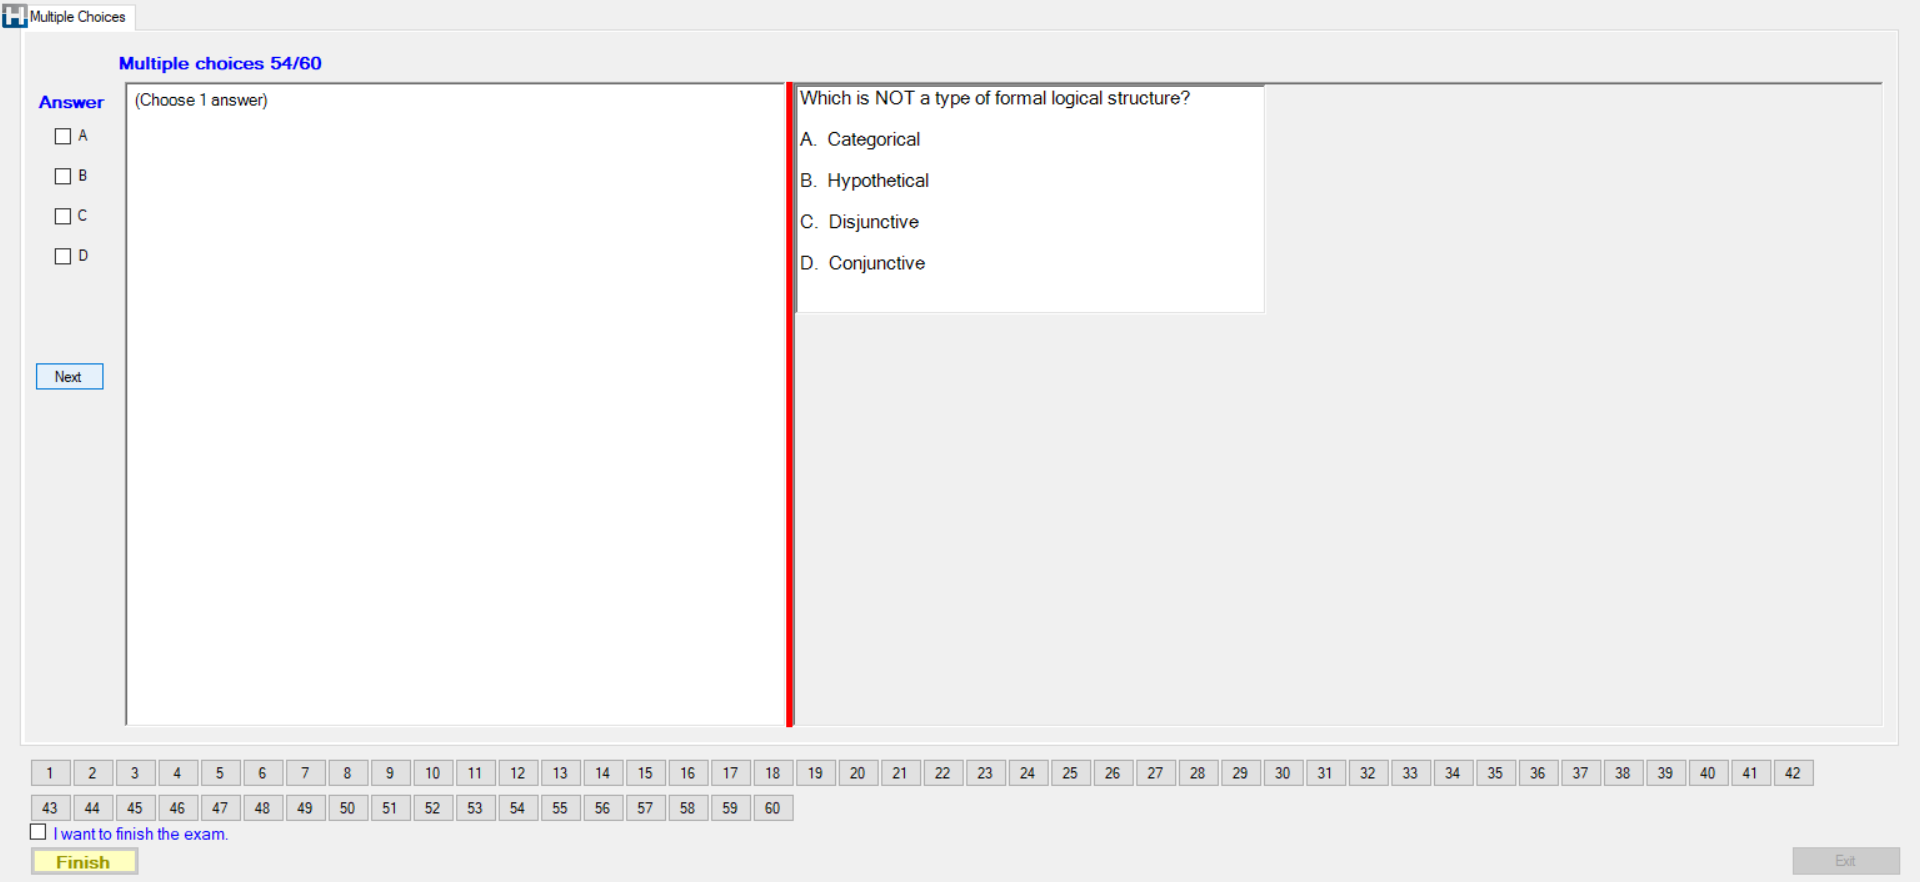 Multiple Choices
Multiple choices 54/60
Answer
A
B
C
D
Next
(Choose 1 answer)
Which is NOT a type of formal logical structure?
A. Categorical
B. Hypothetical
C. Disjunctive
D. Conjunctive
1 2 3 4 5 6 7 8 9 10 11 12 13 14 15 16 17 18 19 20 21 22 23 24 25 26 27 28 29 30 31 32 33 34 35 36 37 38 39 40 41 42
43 44 45 46 47 48 49 50 51 52 53 54 55 56 57 58 59 60
I want to finish the exam.
Finish
Exit